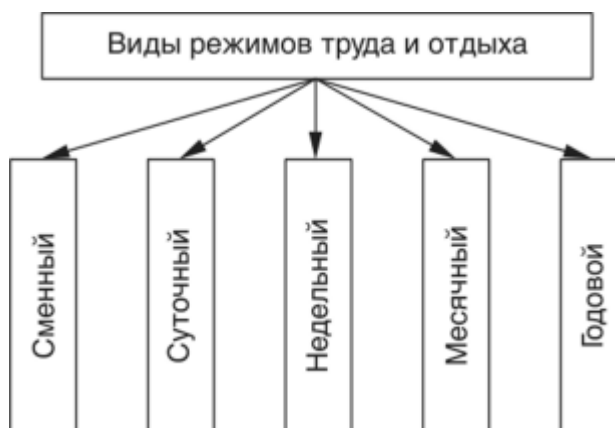 Виды режимов труда и отдыха
Сменный
Суточный
Недельный
Месячный
Годовой